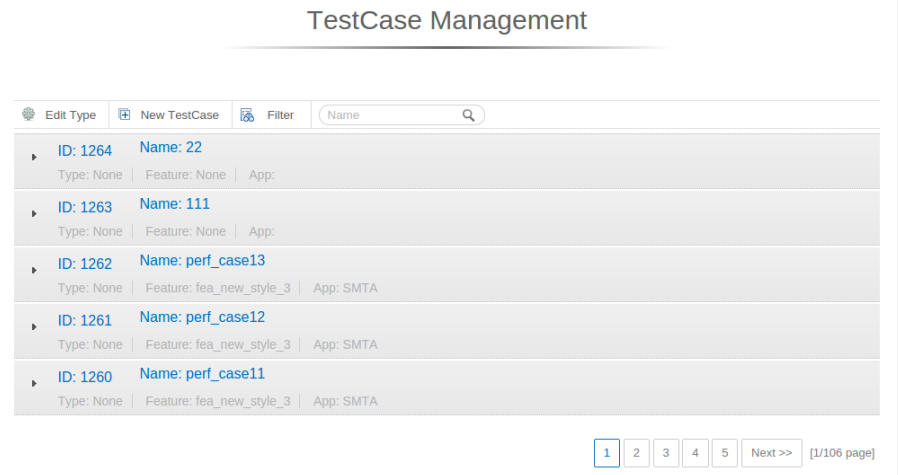 TestCase Management
Edit Type New TestCase Filter Name
ID: 1264 Name: 22
Type: None Feature: None App:
ID: 1263 Name: 111
Type: None Feature: None App:
ID: 1262 Name: perf_case13
Type: None Feature: fea_new_style_3 App: SMTA
ID: 1261 Name: perf_case12
Type: None Feature: fea_new_style_3 App: SMTA
ID: 1260 Name: perf_case11
Type: None Feature: fea_new_style_3 App: SMTA
1 2 3 4 5 Next >> [1/106 page]